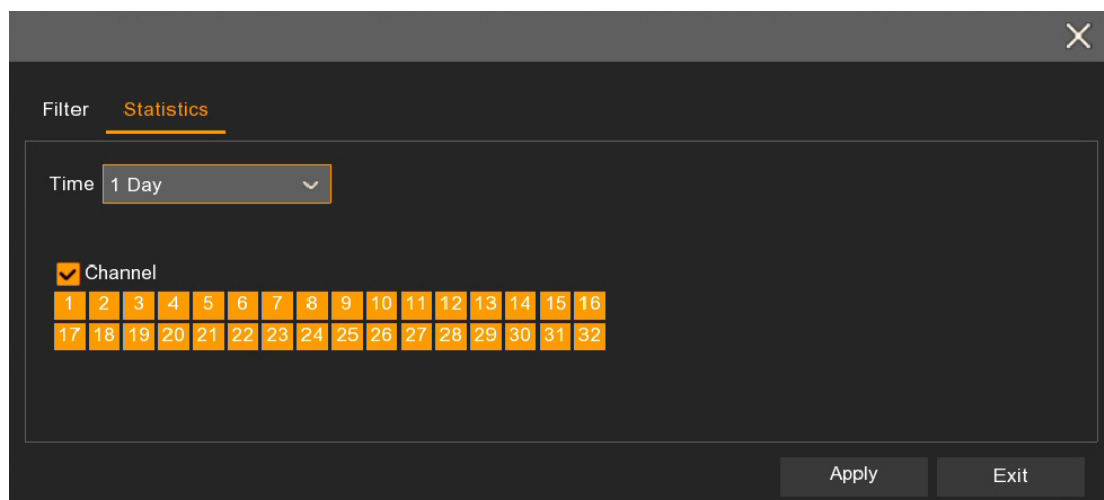 Filter Statistics
Time 1 Day
Channel
1 2 3 4 5 6 7 8 9 10 11 12 13 14 15 16
17 18 19 20 21 22 23 24 25 26 27 28 29 30 31 32
Apply Exit